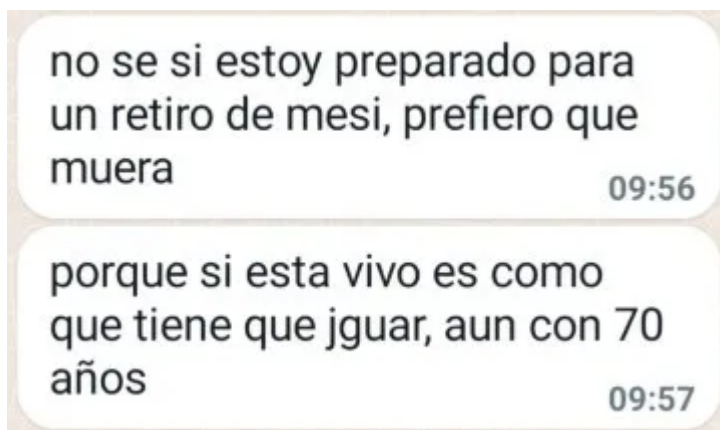 no se si estoy preparado para
un retiro de mesi, prefiero que
muera
09:56
porque si esta vivo es como
que tiene que jguar, aun con 70
años
09:57